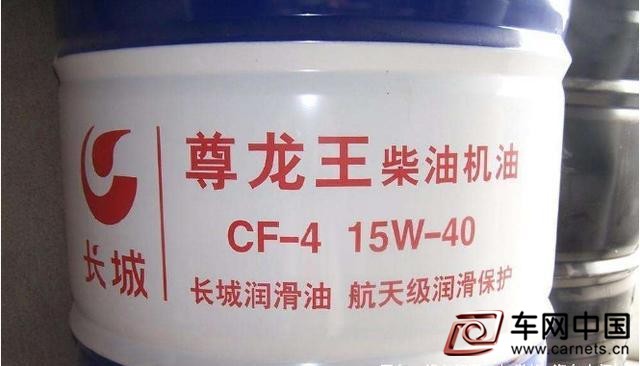 长城
尊龙王柴油机油
CF-4 15W-40
长城润滑油 航天级润滑保护
车网中国
www.carnets.cn